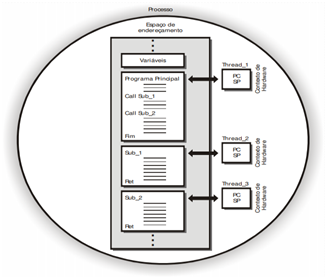 Processo
Espaço de
endereçamento
Variáveis
Programa Principal
Call Sub_1
Call Sub_2
Fim
Thread_1
PC
SP
Contexto de
Hardware
Sub_1
Ret
Thread_2
PC
SP
Contexto de
Hardware
Sub_2
Ret
Thread_3
PC
SP
Contexto de
Hardware